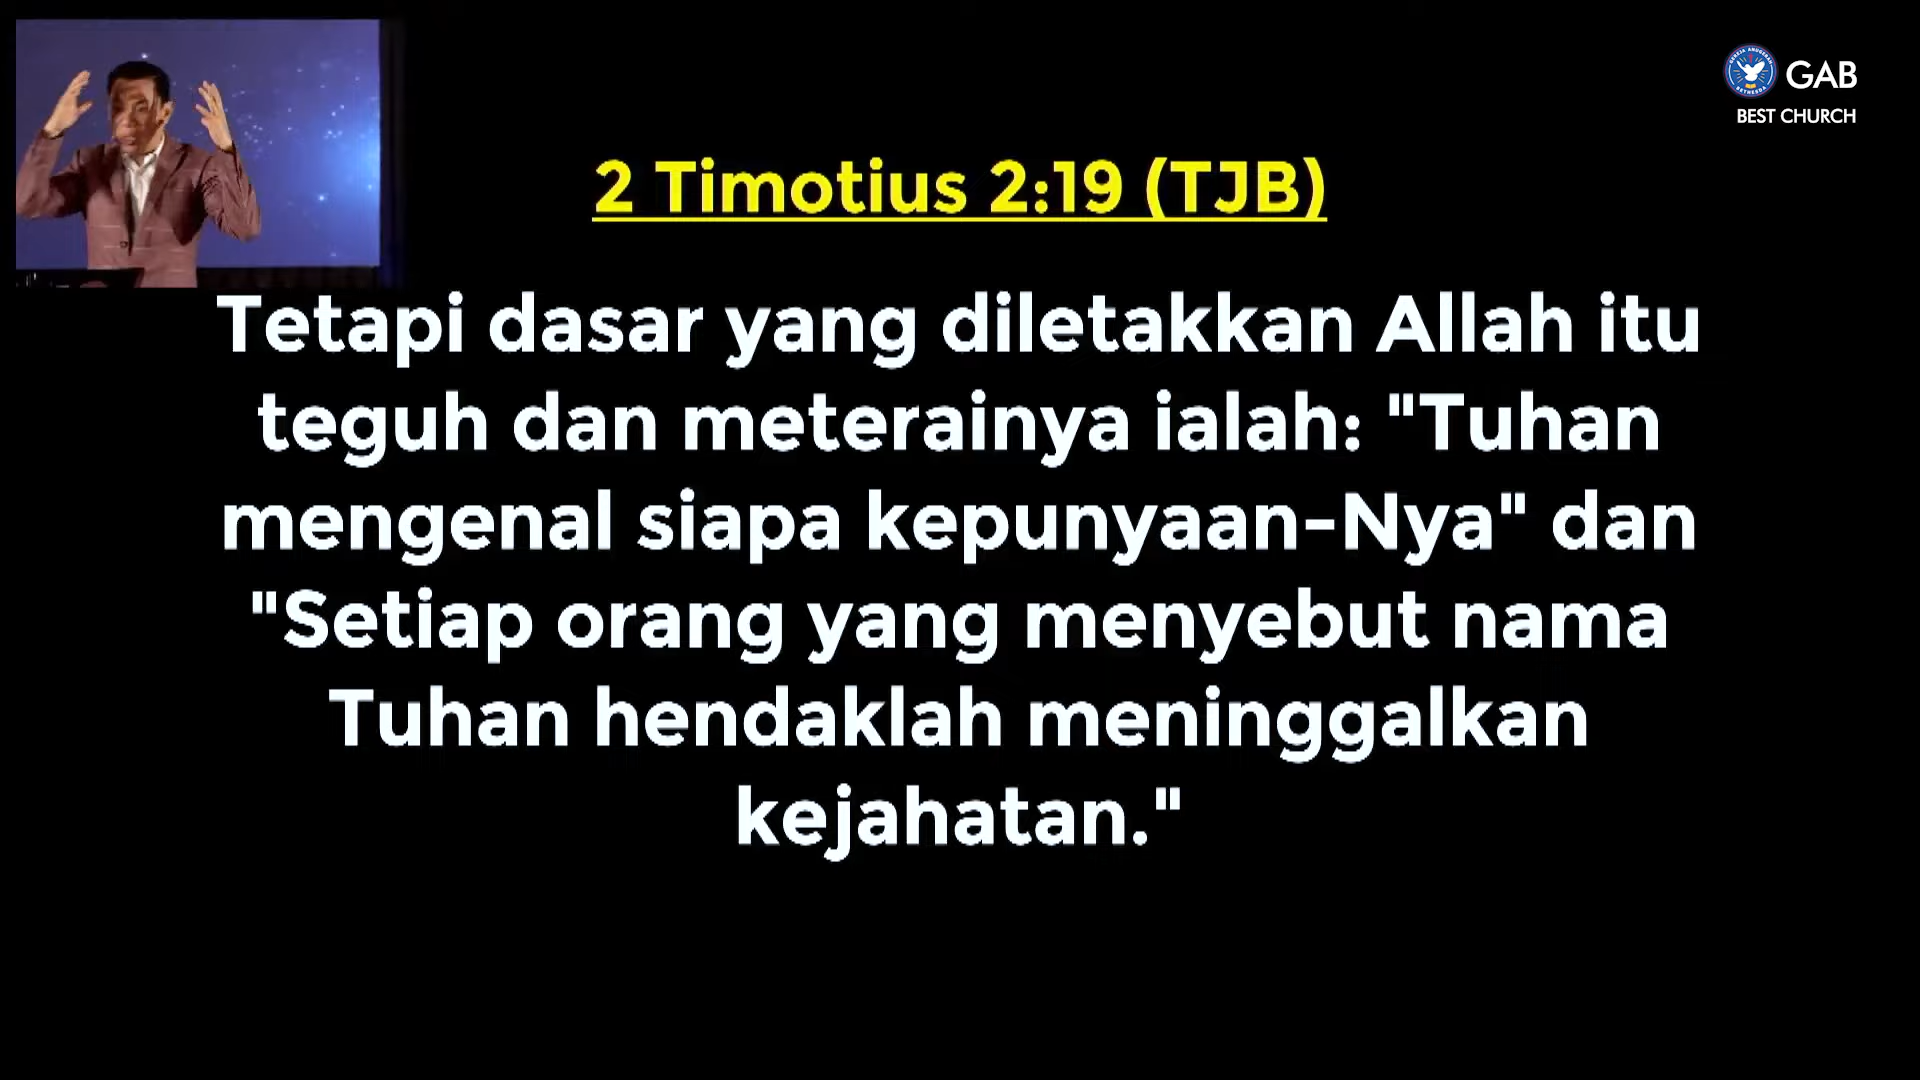 GAB
BEST CHURCH
2 Timotius 2:19 (TJB)
Tetapi dasar yang diletakkan Allah itu
teguh dan meterainya ialah: "Tuhan
mengenal siapa kepunyaan-Nya" dan
"Setiap orang yang menyebut nama
Tuhan hendaklah meninggalkan
kejahatan."